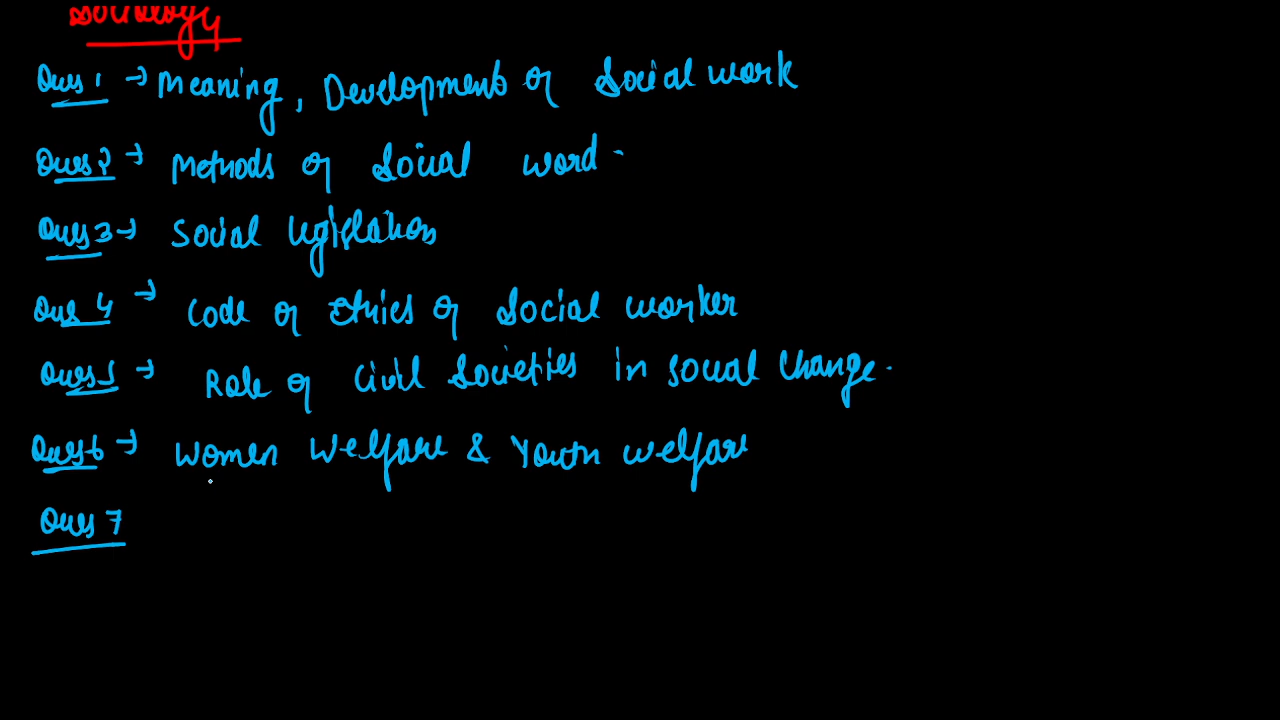 Sociology
Ques 1 → Meaning, Development of Social work
Ques 2 → Methods of Social word.
Ques 3 → Social legislation
Ques 4 → Code of Ethics of Social worker
Ques 5 → Role of Civil Societies in Social Change.
Ques 6 → Women Welfare & Youth welfare
Ques 7